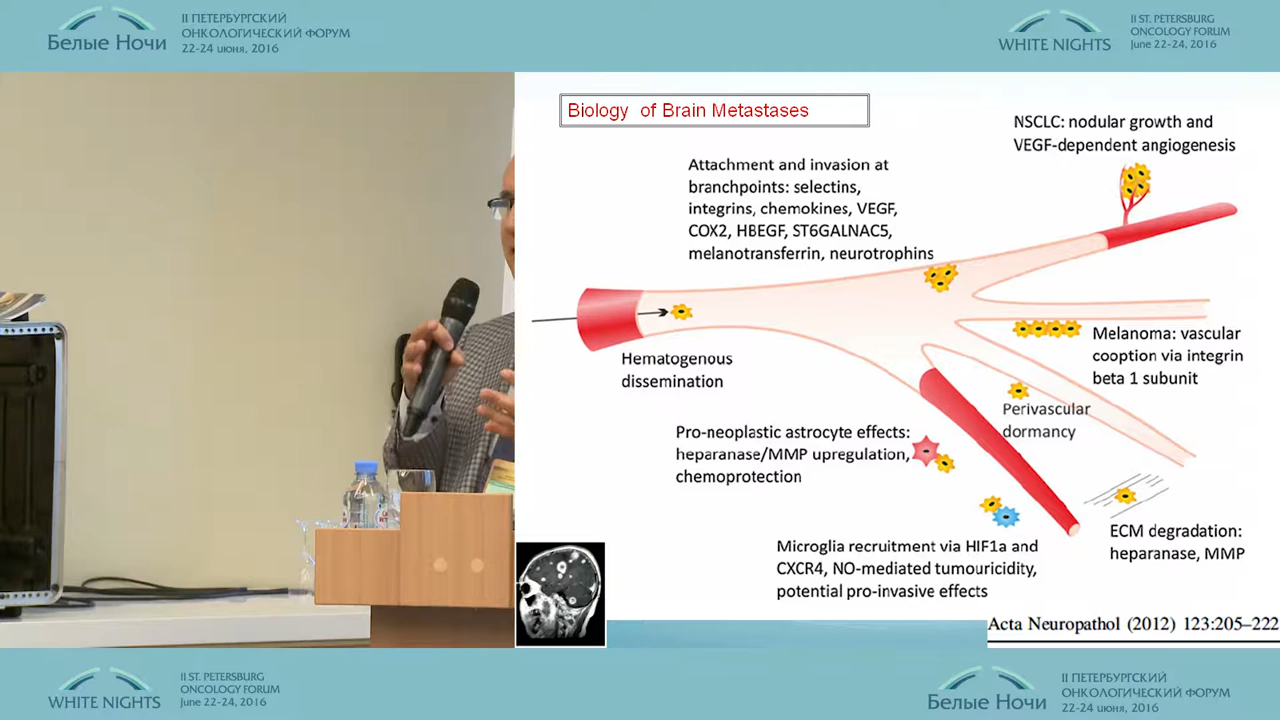 II ПЕТЕРБУРГСКИЙ
ОНКОЛОГИЧЕСКИЙ ФОРУМ
Белые Ночи
22-24 июня, 2016
II ST. PETERSBURG
ONCOLOGY FORUM
WHITE NIGHTS
June 22-24, 2016
Biology of Brain Metastases
NSCLC: nodular growth and
VEGF-dependent angiogenesis
Attachment and invasion at
branchpoints: selectins,
integrins, chemokines, VEGF,
COX2, HBEGF, ST6GALNAC5,
melanotransferrin, neurotrophins
Hematogenous
dissemination
Melanoma: vascular
cooption via integrin
beta 1 subunit
Perivascular
dormancy
Pro-neoplastic astrocyte effects:
heparanase/MMP upregulation,
chemoprotection
ECM degradation:
heparanase, MMP
Microglia recruitment via HIF1a and
CXCR4, NO-mediated tumouricidity,
potential pro-invasive effects
Acta Neuropathol (2012) 123:205–222
II ST. PETERSBURG
ONCOLOGY FORUM
WHITE NIGHTS
June 22-24, 2016
II ПЕТЕРБУРГСКИЙ
ОНКОЛОГИЧЕСКИЙ ФОРУМ
Белые Ночи
22-24 июня, 2016